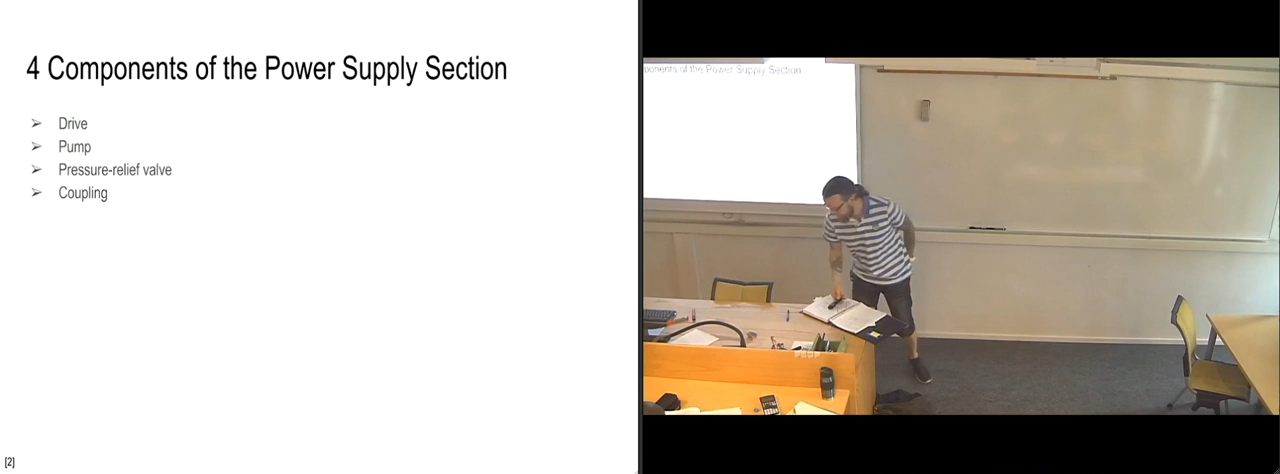 4 Components of the Power Supply Section
➢ Drive
➢ Pump
➢ Pressure-relief valve
➢ Coupling
[2]
ponents of the Power Supply Section